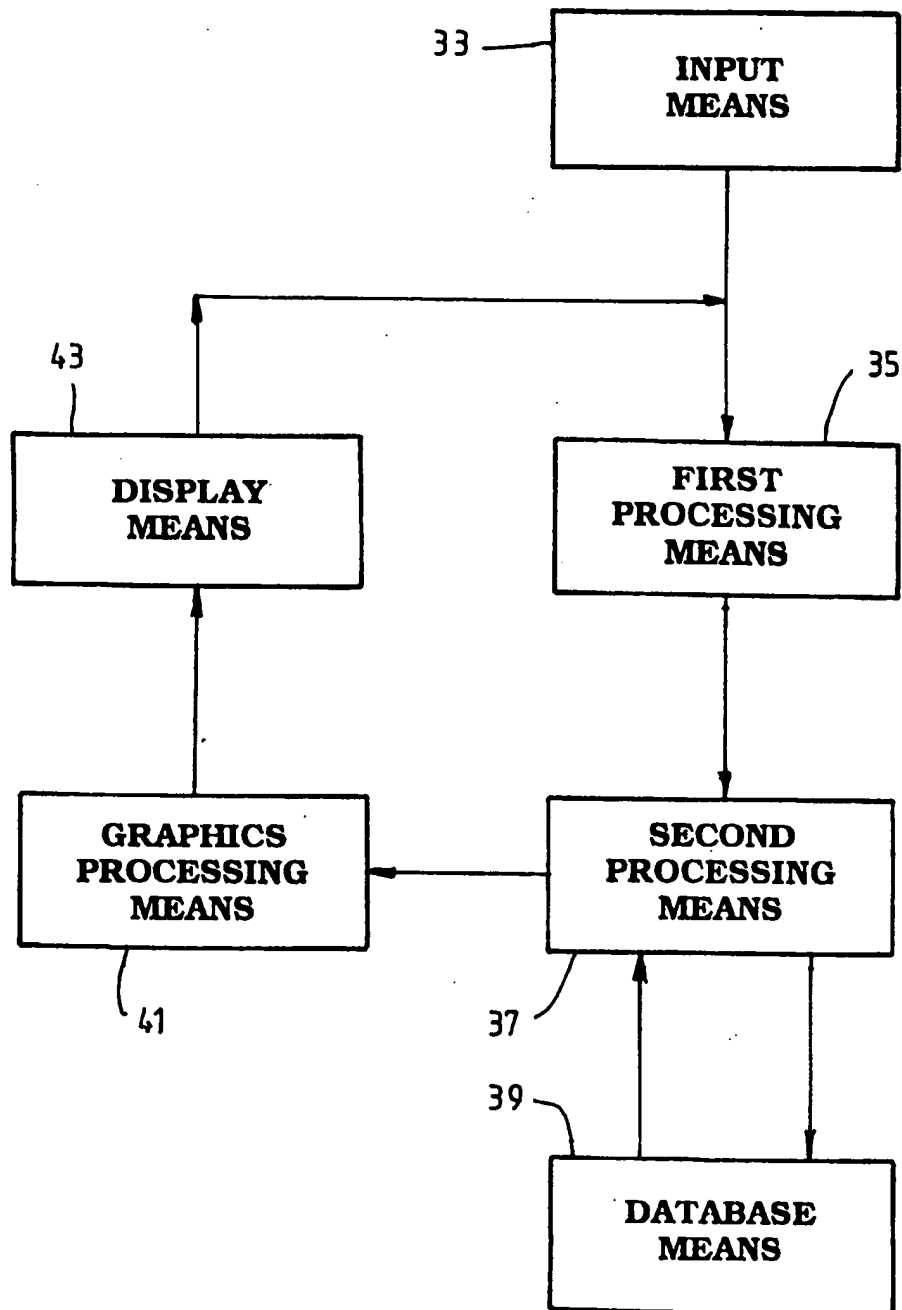 33
INPUT
MEANS
43
35
DISPLAY
MEANS
FIRST
PROCESSING
MEANS
GRAPHICS
PROCESSING
MEANS
SECOND
PROCESSING
MEANS
41
37
39
DATABASE
MEANS